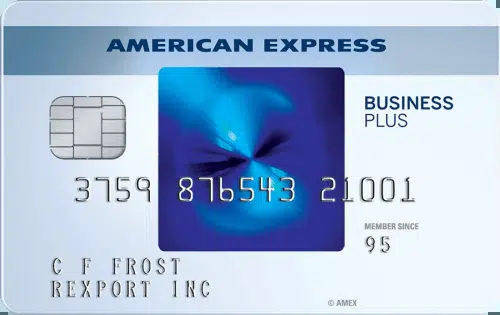 AMERICAN EXPRESS
BUSINESS
PLUS
3759 876543 21001
MEMBER SINCE
95
C F FROST
REXPORT INC
© AMEX